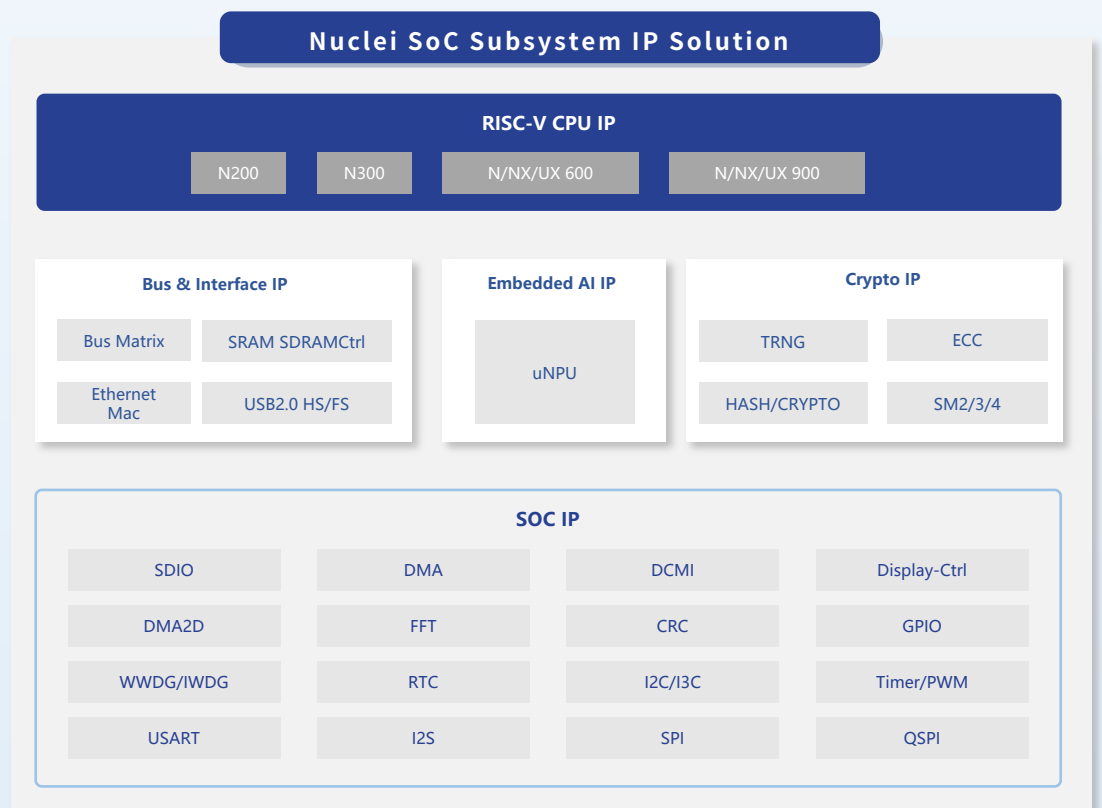 Nuclei SoC Subsystem IP Solution
RISC-V CPU IP
N200
N300
N/NX/UX 600
N/NX/UX 900
Bus & Interface IP
Bus Matrix
SRAM SDRAMCtrl
Ethernet
Mac
USB2.0 HS/FS
Embedded AI IP
uNPU
Crypto IP
TRNG
ECC
HASH/CRYPTO
SM2/3/4
SOC IP
SDIO
DMA
DCMI
Display-Ctrl
DMA2D
FFT
CRC
GPIO
WWDG/IWDG
RTC
I2C/I3C
Timer/PWM
USART
I2S
SPI
QSPI